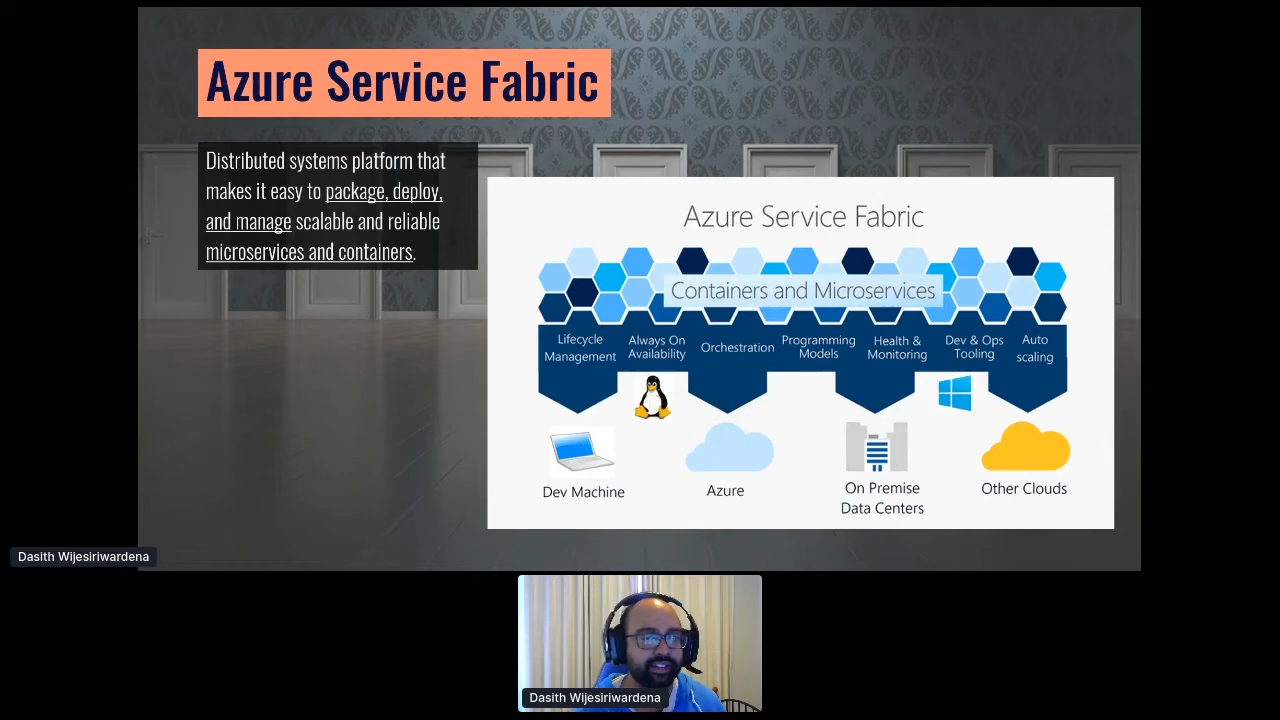 Azure Service Fabric
Distributed systems platform that
makes it easy to package, deploy,
and manage scalable and reliable
microservices and containers.
Azure Service Fabric
Containers and Microservices
Lifecycle
Management
Always On
Availability
Orchestration
Programming
Models
Health &
Monitoring
Dev & Ops
Tooling
Auto
scaling
Dev Machine
Azure
On Premise
Data Centers
Other Clouds
Dasith Wijesiriwardena
Dasith Wijesiriwardena